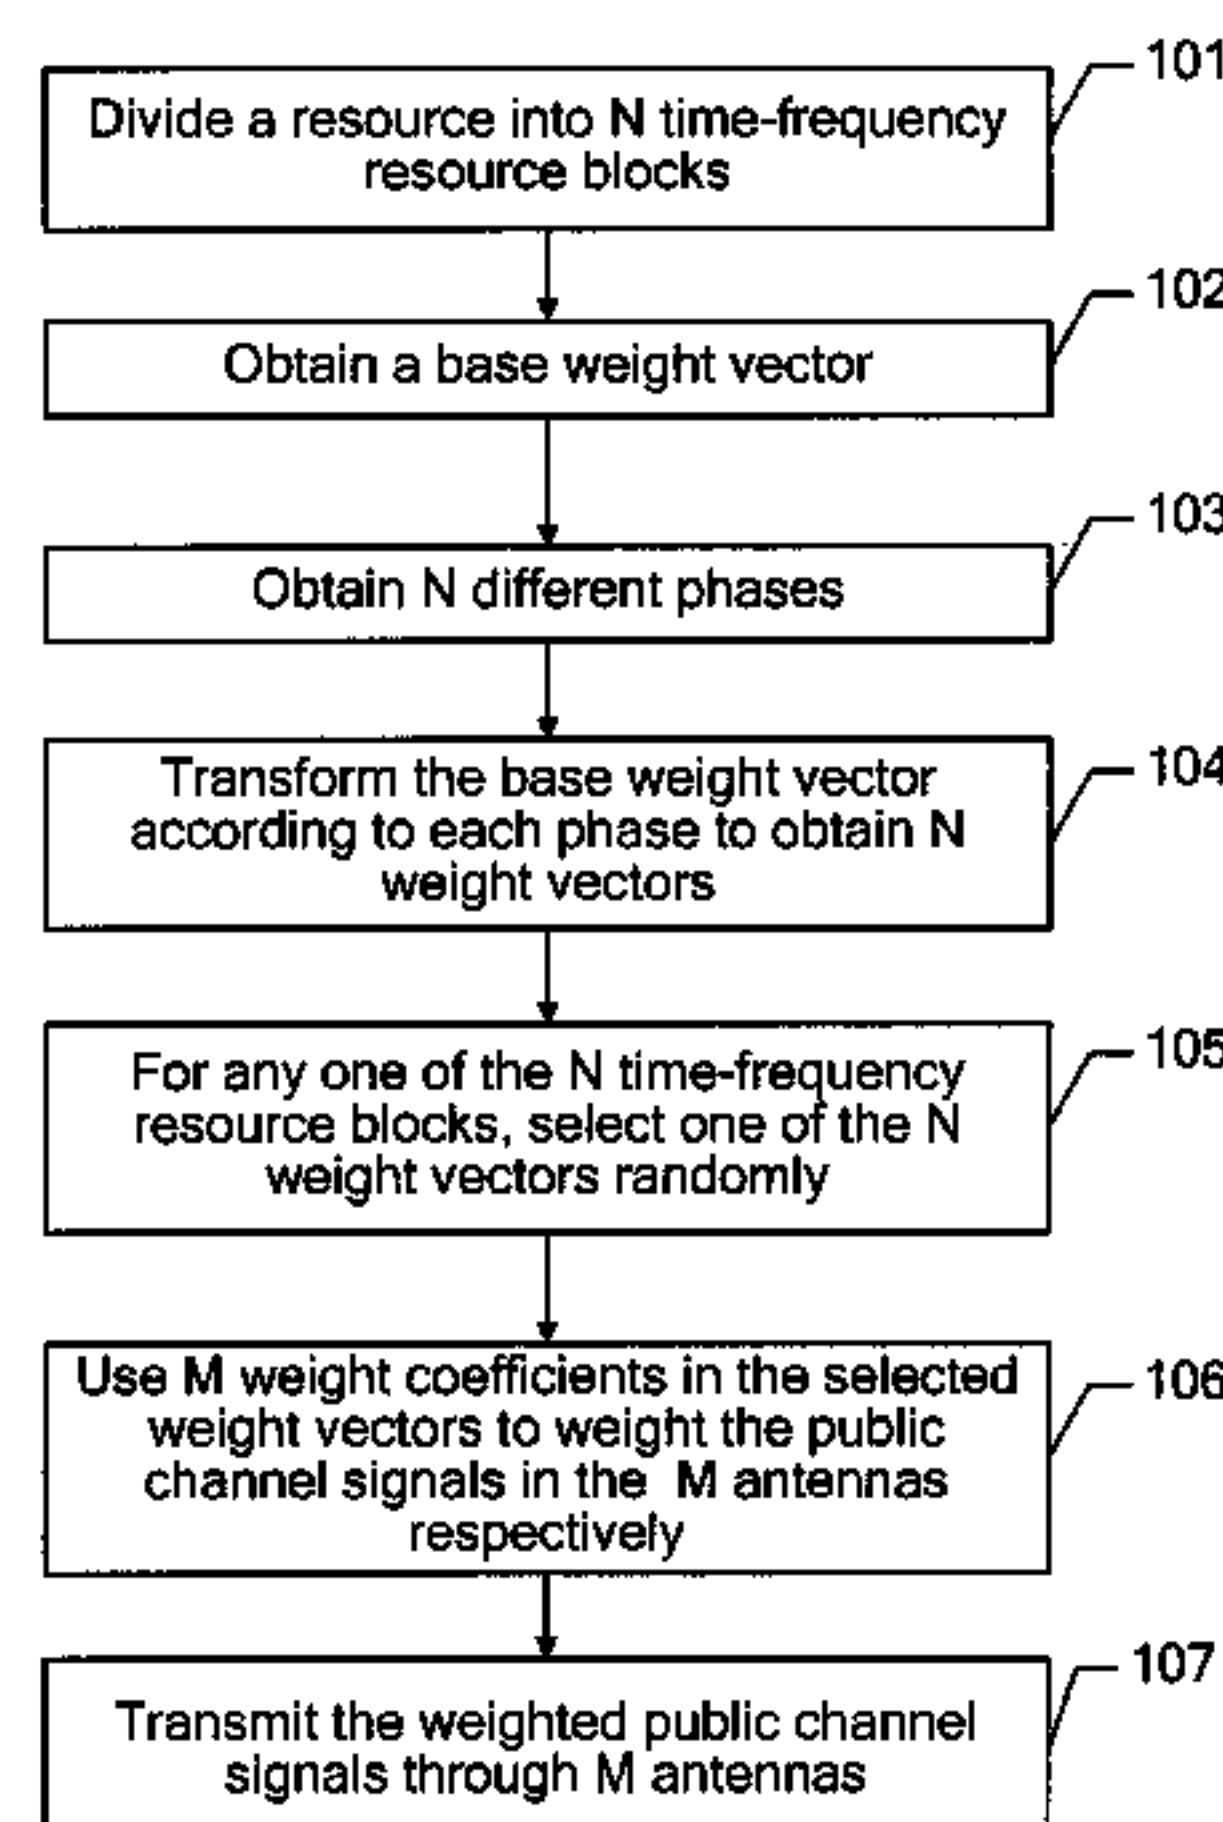 101
Divide a resource into N time-frequency
resource blocks
102
Obtain a base weight vector
103
Obtain N different phases
104
Transform the base weight vector
according to each phase to obtain N
weight vectors
105
For any one of the N time-frequency
resource blocks, select one of the N
weight vectors randomly
106
Use M weight coefficients in the selected
weight vectors to weight the public
channel signals in the M antennas
respectively
107
Transmit the weighted public channel
signals through M antennas